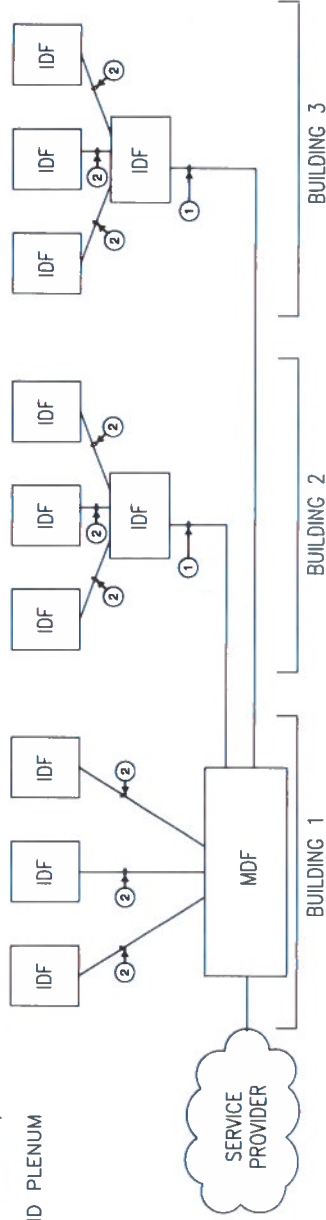 ID PLENUM
IDF
IDF
IDF
2
2
2
MDF
SERVICE
PROVIDER
BUILDING 1
IDF
IDF
IDF
2
2
2
IDF
1
BUILDING 2
IDF
IDF
IDF
2
2
2
IDF
1
BUILDING 3